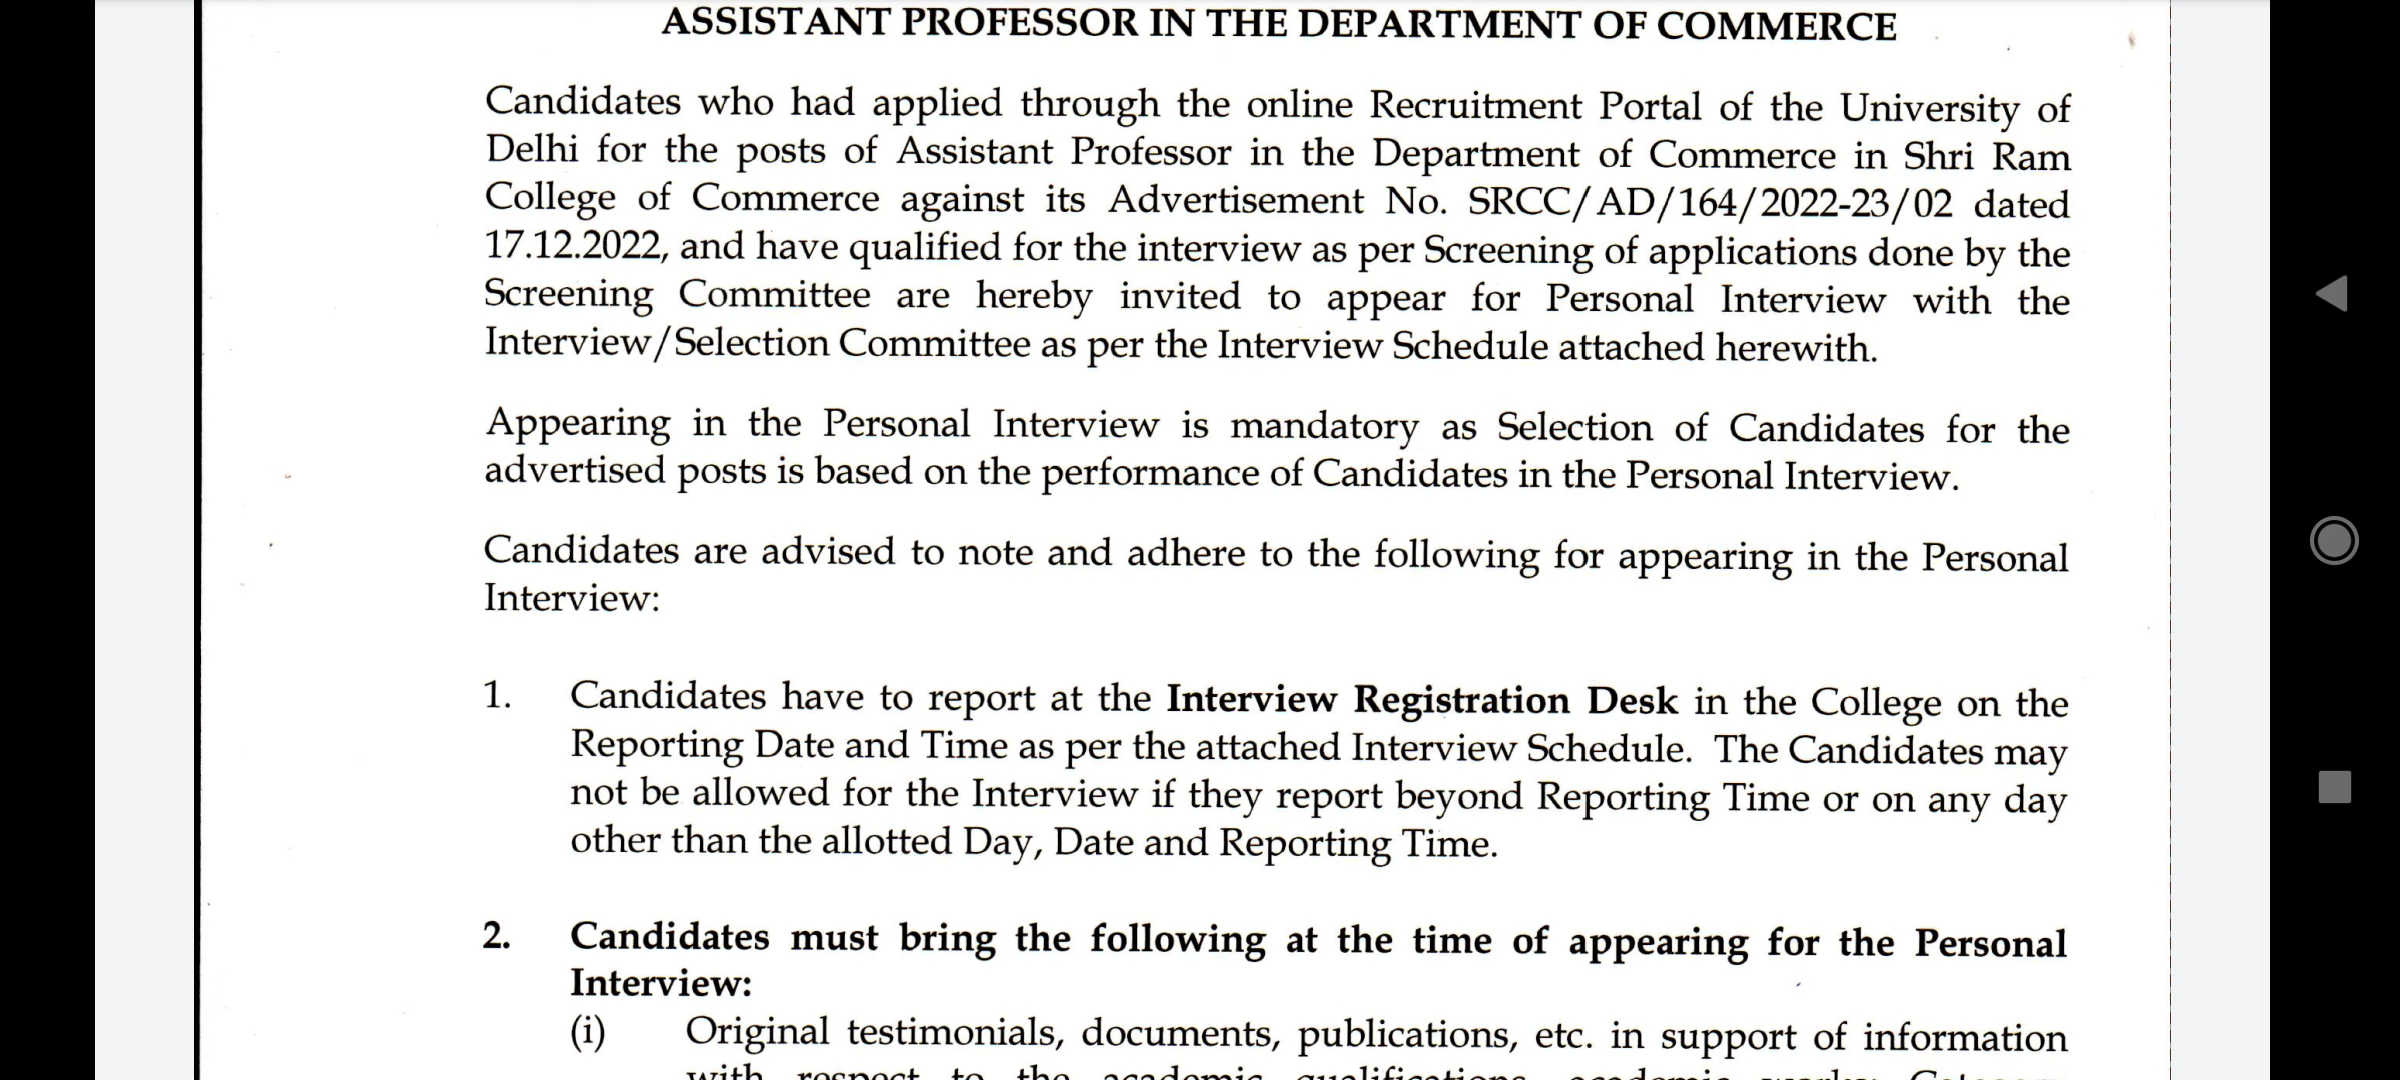 ASSISTANT PROFESSOR IN THE DEPARTMENT OF COMMERCE
Candidates who had applied through the online Recruitment Portal of the University of
Delhi for the posts of Assistant Professor in the Department of Commerce in Shri Ram
College of Commerce against its Advertisement No. SRCC/AD/164/2022-23/02 dated
17.12.2022, and have qualified for the interview as per Screening of applications done by the
Screening Committee are hereby invited to appear for Personal Interview with the
Interview/Selection Committee as per the Interview Schedule attached herewith.
Appearing in the Personal Interview is mandatory as Selection of Candidates for the
advertised posts is based on the performance of Candidates in the Personal Interview.
Candidates are advised to note and adhere to the following for appearing in the Personal
Interview:
1. Candidates have to report at the Interview Registration Desk in the College on the
Reporting Date and Time as per the attached Interview Schedule. The Candidates may
not be allowed for the Interview if they report beyond Reporting Time or on any day
other than the allotted Day, Date and Reporting Time.
2. Candidates must bring the following at the time of appearing for the Personal
Interview:
(i) Original testimonials, documents, publications, etc. in support of information
with respect to the academic qualifications, academic works, Category